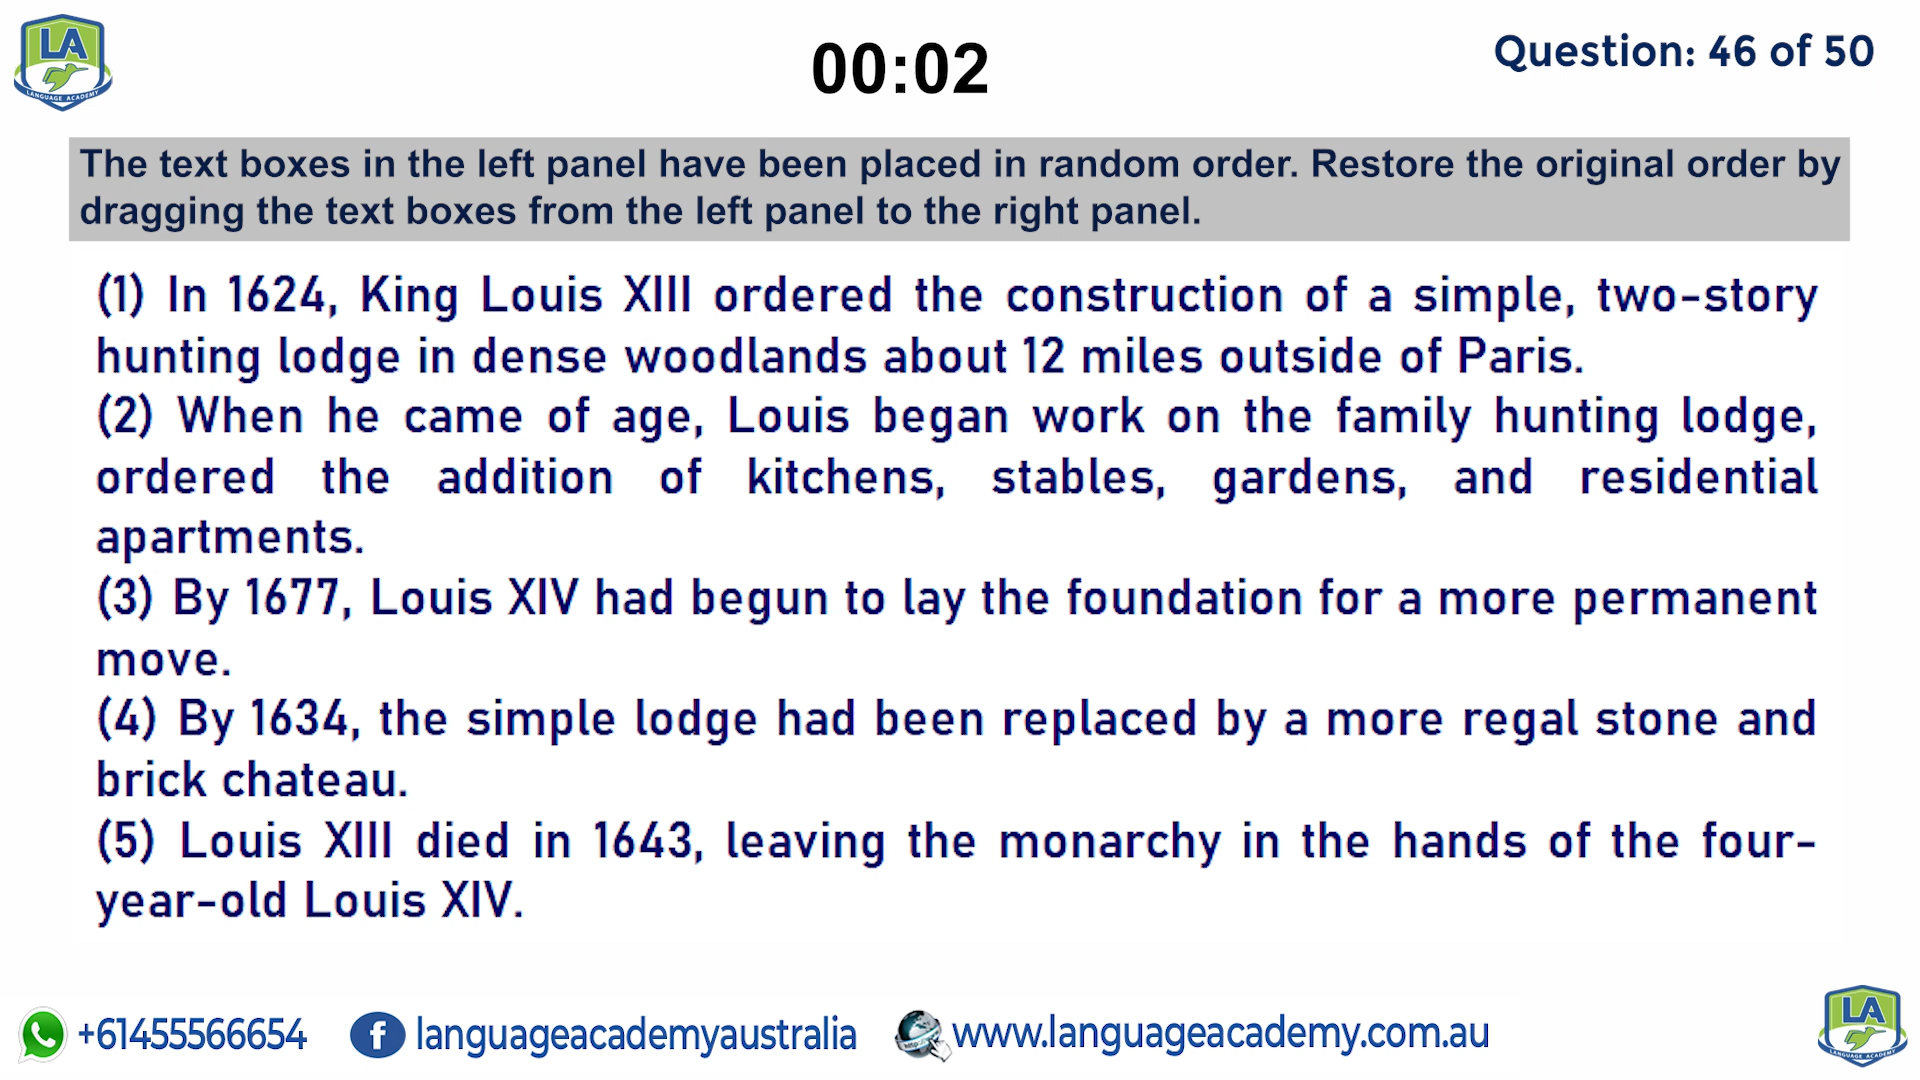 LA
LANGUAGE ACADEMY
00:02
Question: 46 of 50
The text boxes in the left panel have been placed in random order. Restore the original order by
dragging the text boxes from the left panel to the right panel.
(1) In 1624, King Louis XIII ordered the construction of a simple, two-story
hunting lodge in dense woodlands about 12 miles outside of Paris.
(2) When he came of age, Louis began work on the family hunting lodge,
ordered the addition of kitchens, stables, gardens, and residential
apartments.
(3) By 1677, Louis XIV had begun to lay the foundation for a more permanent
move.
(4) By 1634, the simple lodge had been replaced by a more regal stone and
brick chateau.
(5) Louis XIII died in 1643, leaving the monarchy in the hands of the four-
year-old Louis XIV.
+61455566654
f
languageacademyaustralia
www.languageacademy.com.au
LA
LANGUAGE ACADEMY